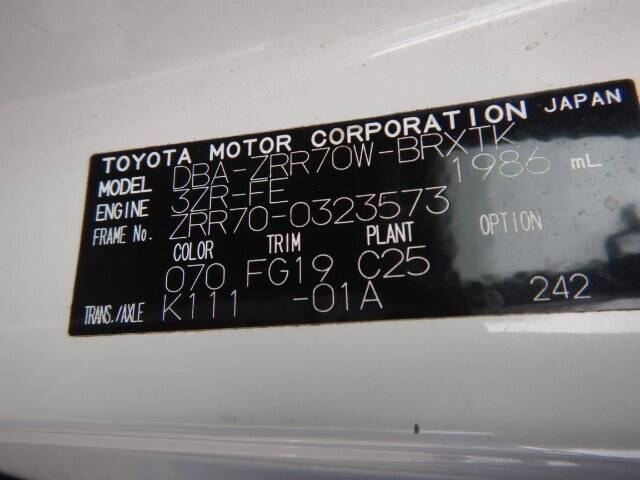 TOYOTA MOTOR CORPORATION JAPAN
MODEL DBA-ZRR70W-BRXTK
ENGINE 3ZR-FE 1986 mL
FRAME No. ZRR70-0323573
COLOR TRIM PLANT OPTION
070 FG19 C25
TRANS./AXLE K111 -01A 242